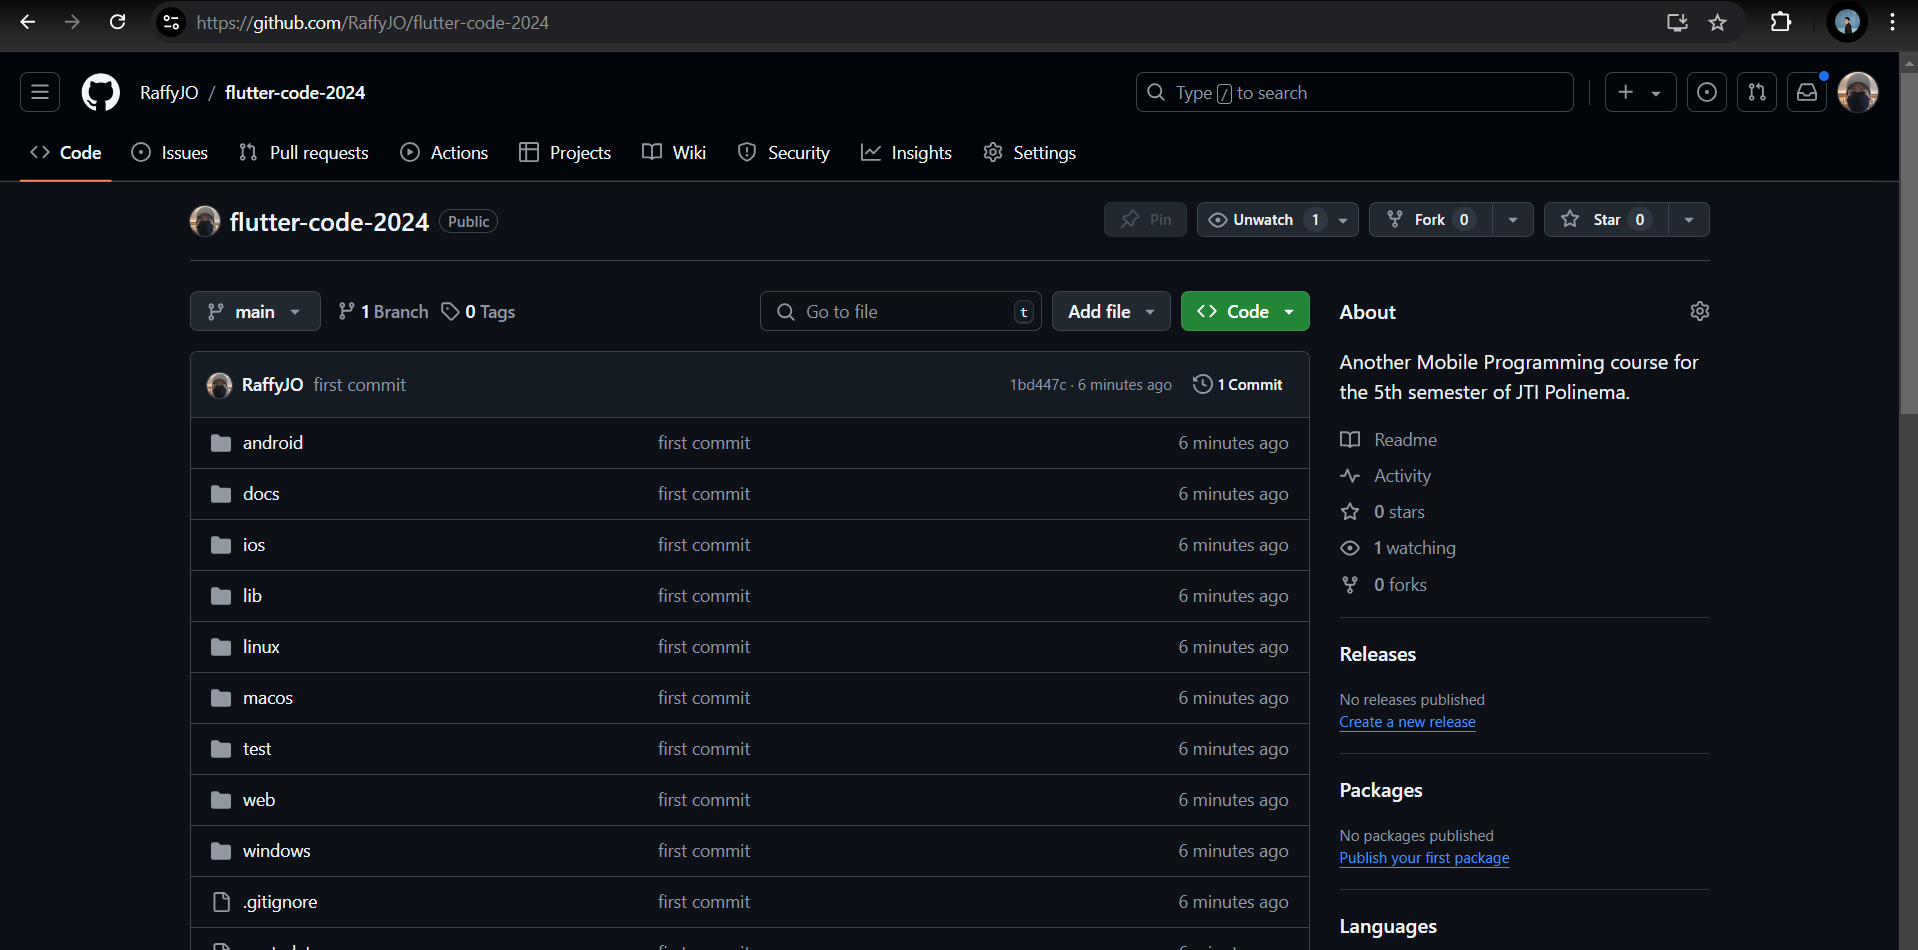 https://github.com/RaffyJO/flutter-code-2024
RaffyJO / flutter-code-2024
Type / to search
Code Issues Pull requests Actions Projects Wiki Security Insights Settings
flutter-code-2024 Public
Pin Unwatch 1 Fork 0 Star 0
main 1 Branch 0 Tags
Go to file t Add file Code
RaffyJO first commit 1bd447c · 6 minutes ago 1 Commit
android first commit 6 minutes ago
docs first commit 6 minutes ago
ios first commit 6 minutes ago
lib first commit 6 minutes ago
linux first commit 6 minutes ago
macos first commit 6 minutes ago
test first commit 6 minutes ago
web first commit 6 minutes ago
windows first commit 6 minutes ago
.gitignore first commit 6 minutes ago
About
Another Mobile Programming course for
the 5th semester of JTI Polinema.
Readme
Activity
0 stars
1 watching
0 forks
Releases
No releases published
Create a new release
Packages
No packages published
Publish your first package
Languages